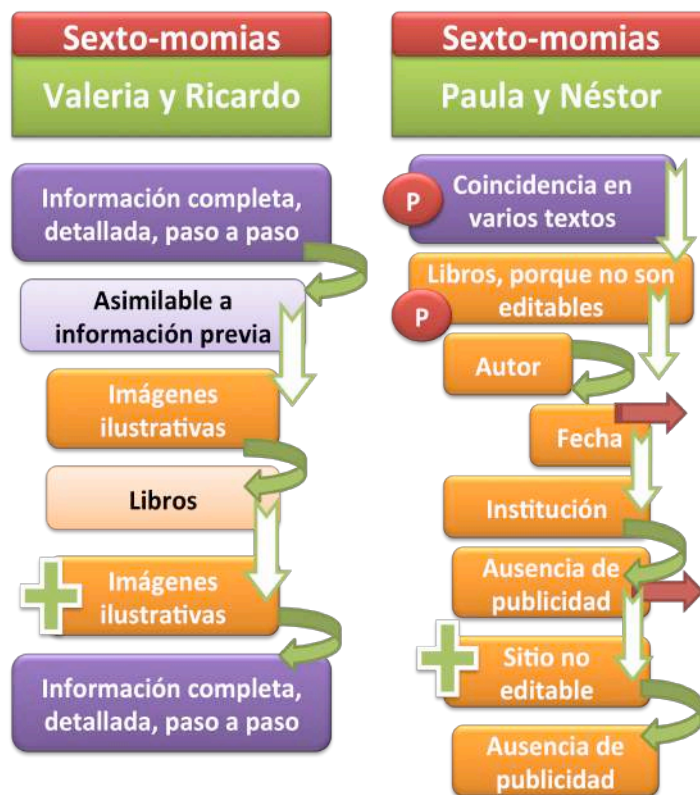 Sexto-momias
Valeria y Ricardo
Información completa,
detallada, paso a paso
Asimilable a
información previa
Imágenes
ilustrativas
Libros
Imágenes
ilustrativas
Información completa,
detallada, paso a paso
Sexto-momias
Paula y Néstor
P
Coincidencia en
varios textos
Libros, porque no son
editables
P
Autor
Fecha
Institución
Ausencia de
publicidad
Sitio no
editable
Ausencia de
publicidad